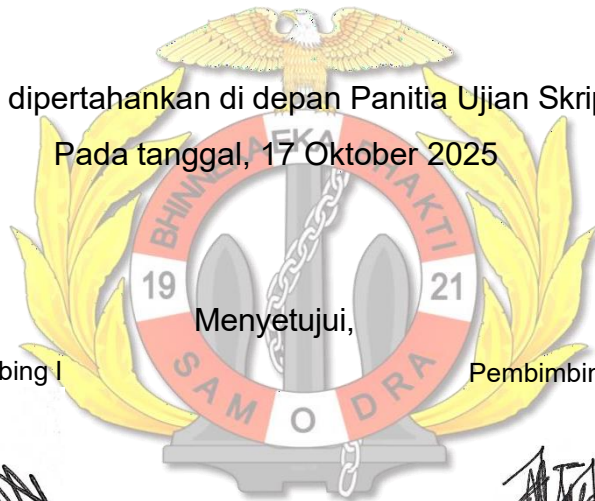 dipertahankan di depan Panitia Ujian Skrip
Pada tanggal, 17 Oktober 2025
BHINNEKA EKA BHAKTI
19 21
Menyetujui,
bing I Pembimbin
SAMODRA